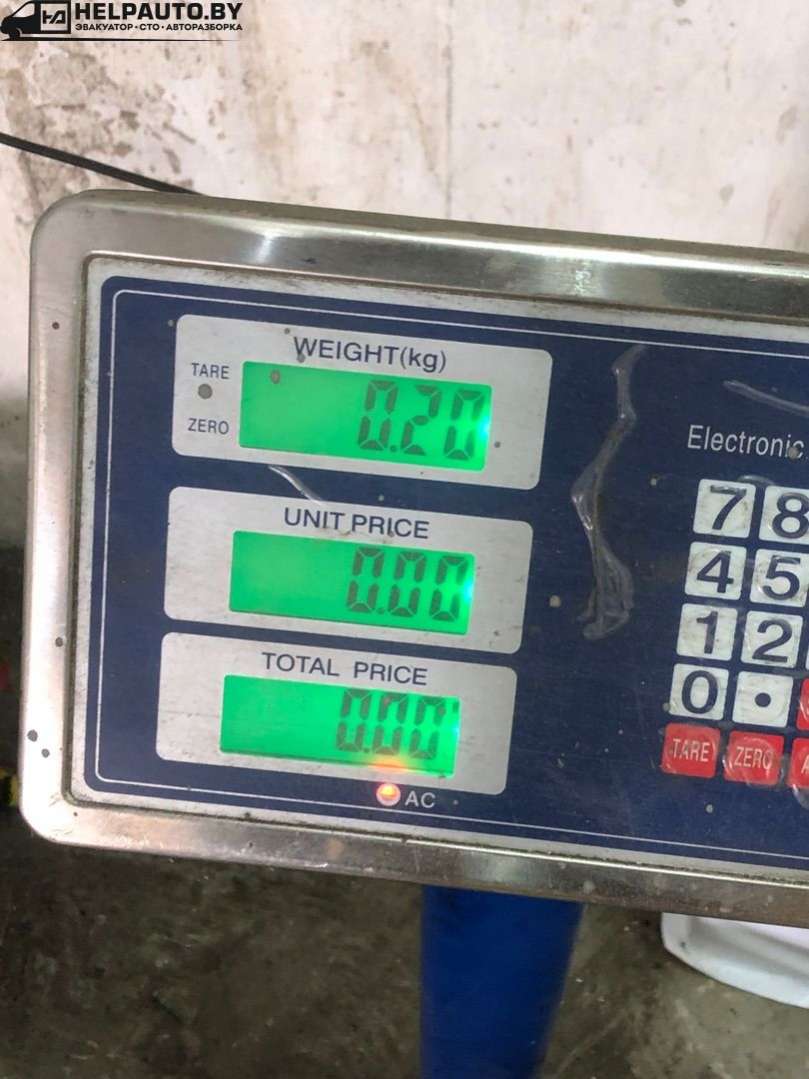 HELPAUTO.BY
ЭВАКУАТОР • СТО • АВТОРАЗБОРКА
WEIGHT(kg)
TARE
0.20
ZERO
UNIT PRICE
0.00
TOTAL PRICE
0.00
AC
Electronic
7 8
4 5
1 2
0 .
TARE ZERO A